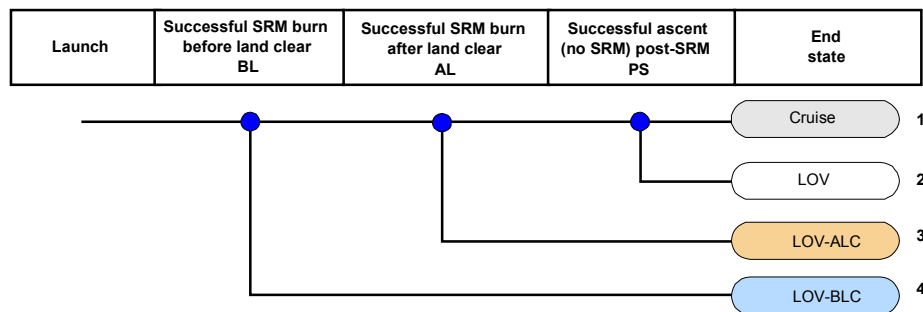 Launch
Successful SRM burn
before land clear
BL
Successful SRM burn
after land clear
AL
Successful ascent
(no SRM) post-SRM
PS
End
state
Cruise
1
LOV
2
LOV-ALC
3
LOV-BLC
4